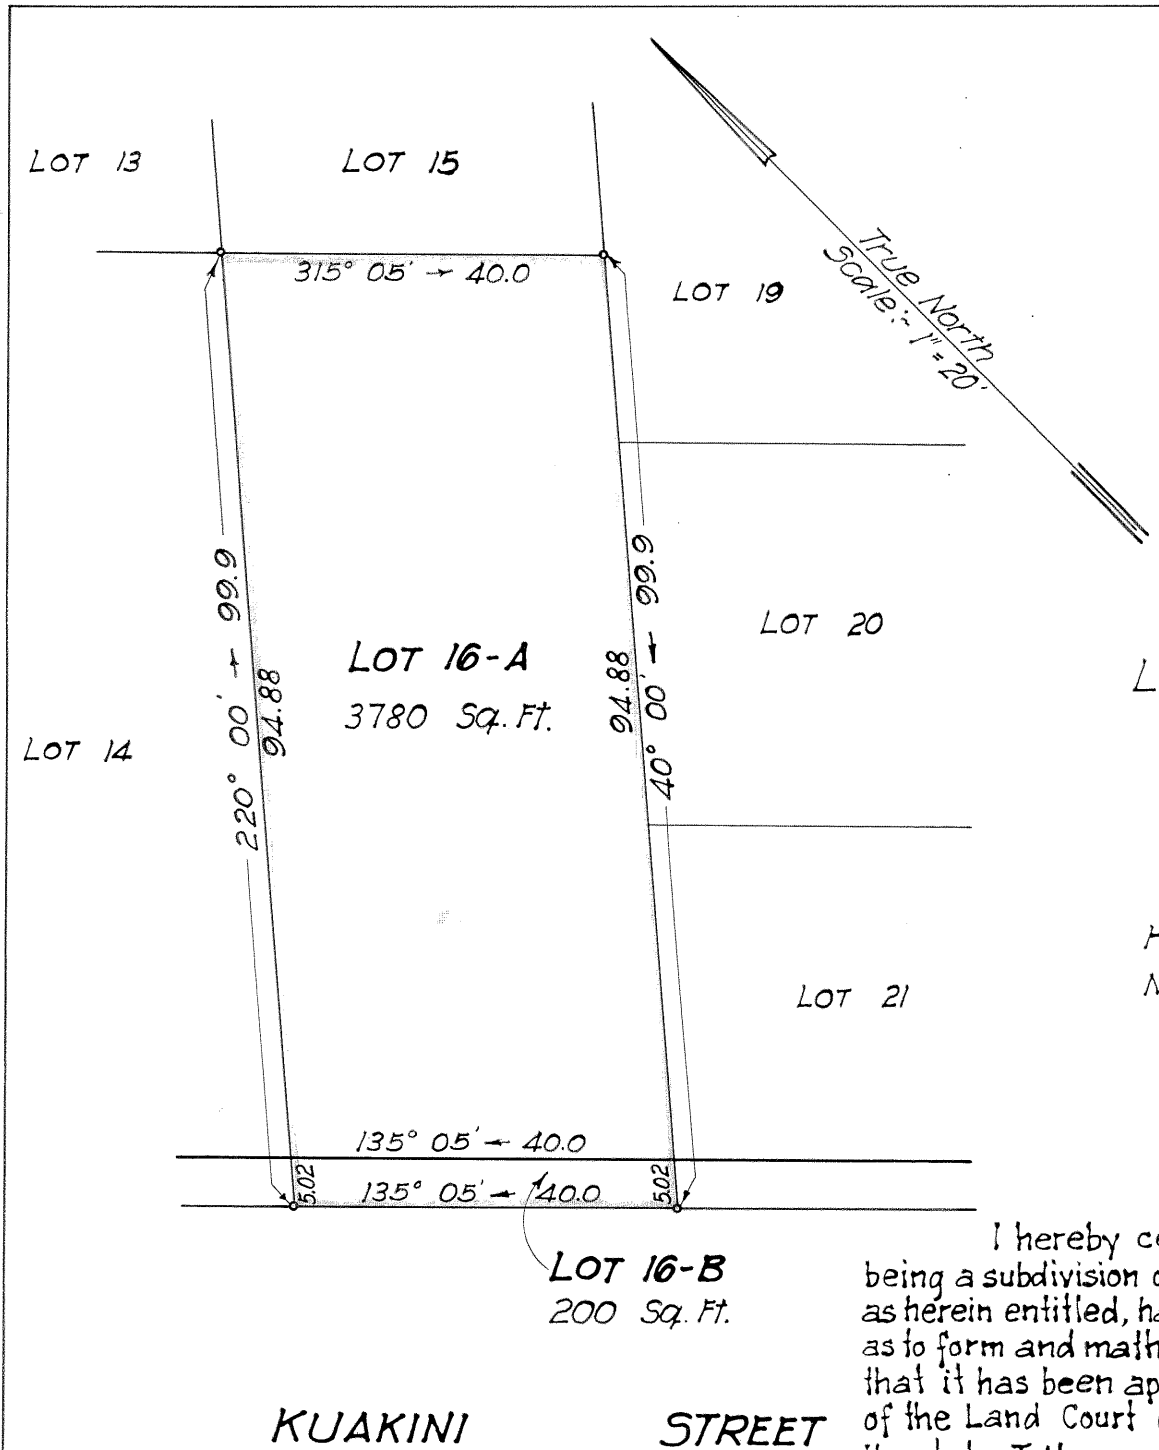 LOT 13
LOT 15
315° 05' → 40.0
LOT 19
True North
Scale:- 1" = 20'
220° 00' → 99.9
94.88
LOT 16-A
3780 Sq. Ft.
94.88
40° 00' ← 99.9
LOT 20
LOT 14
L
LOT 21
135° 05' ← 40.0
5.02
135° 05' ← 40.0
5.02
LOT 16-B
200 Sq. Ft.
I hereby ce
being a subdivision o
as herein entitled, ha
as to form and math
that it has been ap
of the Land Court
KUAKINI STREET